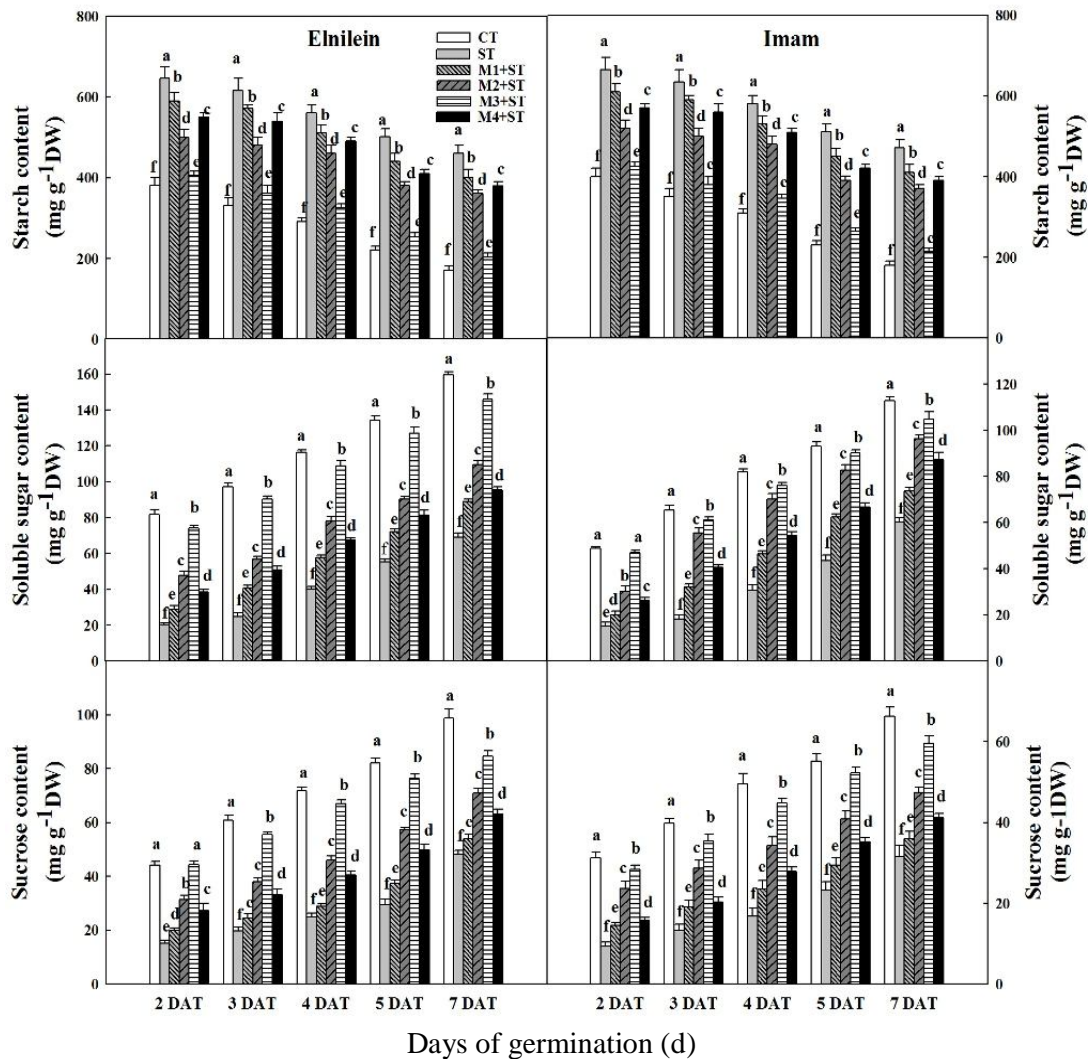 Elnilein
CT
ST
M1+ST
M2+ST
M3+ST
M4+ST
Imam
Starch content
(mg g⁻¹DW)
800
600
400
200
0
a b d c
f e
a b d c
f e
a b d c
f e
a b d c
f e
a b d c
f e
a b d c
f e
a b d c
f e
a b d c
f e
a b d c
f e
a b d c
f e
800
600
400
200
0
Starch content
(mg g⁻¹DW)
Soluble sugar content
(mg g⁻¹DW)
160
140
120
100
80
60
40
20
0
a f e c b d
a f e c b d
a f e c b d
a f e c b d
a f e c b d
a e d b a c
a f e c b d
a f e c b d
a f e c b d
a f e c b d
120
100
80
60
40
20
0
Soluble sugar content
(mg g⁻¹DW)
Sucrose content
(mg g⁻¹DW)
100
80
60
40
20
0
a e d b a c
a f e c b d
a f e c b d
a f e c b d
a f e c b d
a f e c b d
a f e c b d
a f e c b d
a f e c b d
a f e c b d
60
40
20
0
Sucrose content
(mg g-1DW)
2 DAT 3 DAT 4 DAT 5 DAT 7 DAT
2 DAT 3 DAT 4 DAT 5 DAT 7 DAT
Days of germination (d)